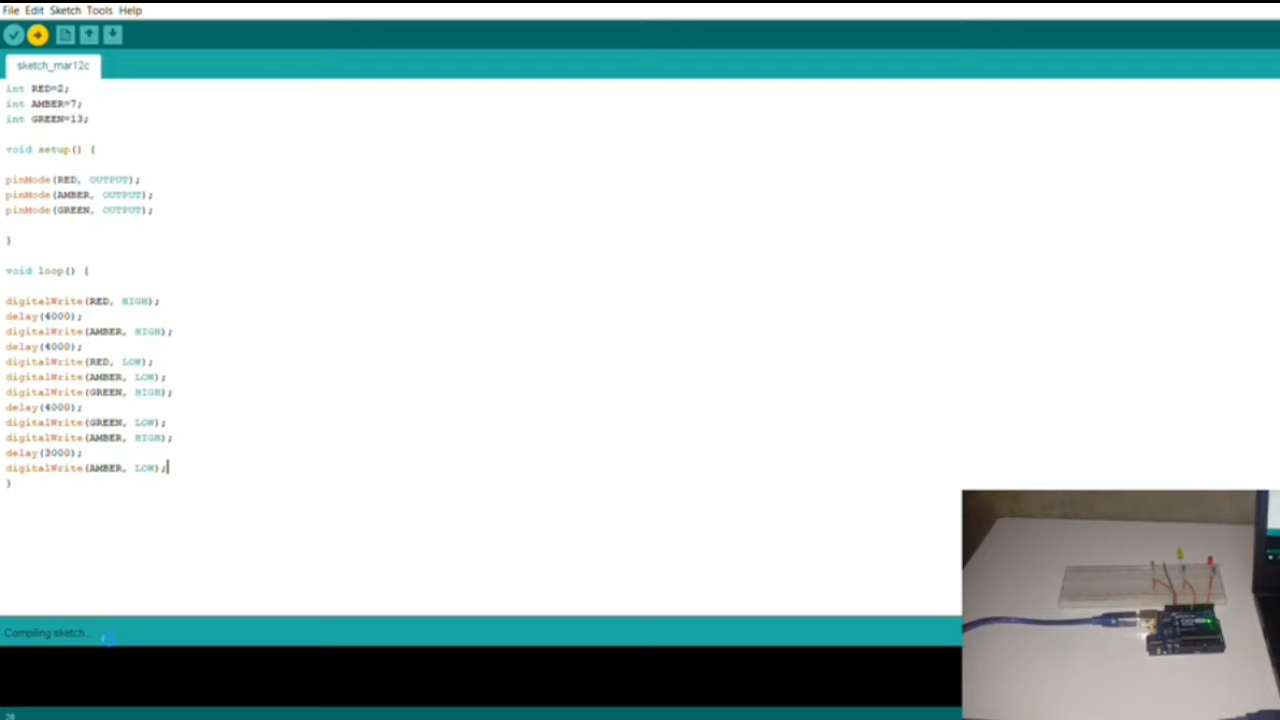 File Edit Sketch Tools Help
sketch_mar12c
int RED=2;
int AMBER=7;
int GREEN=13;
void setup() {
pinMode(RED, OUTPUT);
pinMode(AMBER, OUTPUT);
pinMode(GREEN, OUTPUT);
}
void loop() {
digitalWrite(RED, HIGH);
delay(4000);
digitalWrite(AMBER, HIGH);
delay(4000);
digitalWrite(RED, LOW);
digitalWrite(AMBER, LOW);
digitalWrite(GREEN, HIGH);
delay(4000);
digitalWrite(GREEN, LOW);
digitalWrite(AMBER, HIGH);
delay(3000);
digitalWrite(AMBER, LOW);
}
Compiling sketch...